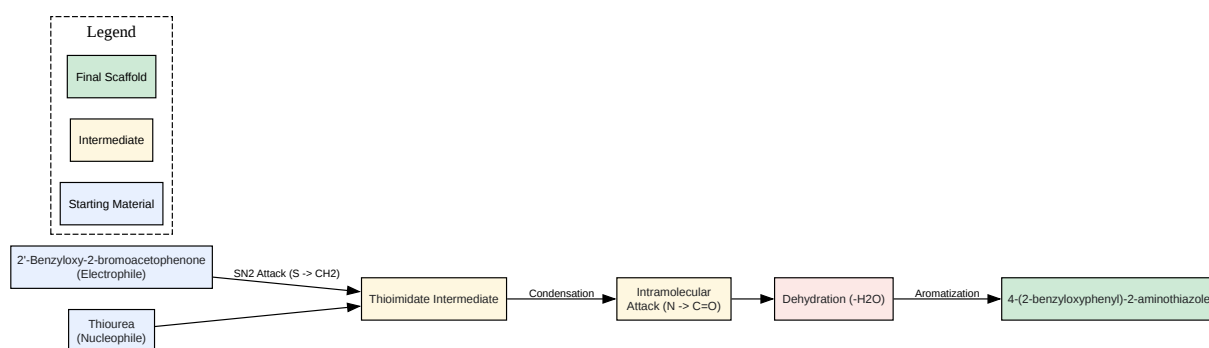 Legend
Final Scaffold
Intermediate
Starting Material
2'-Benzyloxy-2-bromoacetophenone
(Electrophile)
SN2 Attack (S -> CH2)
Thiourea
(Nucleophile)
Thioimidate Intermediate
Condensation
Intramolecular
Attack (N -> C=O)
Dehydration (-H2O)
Aromatization
4-(2-benzyloxyphenyl)-2-aminothiazole